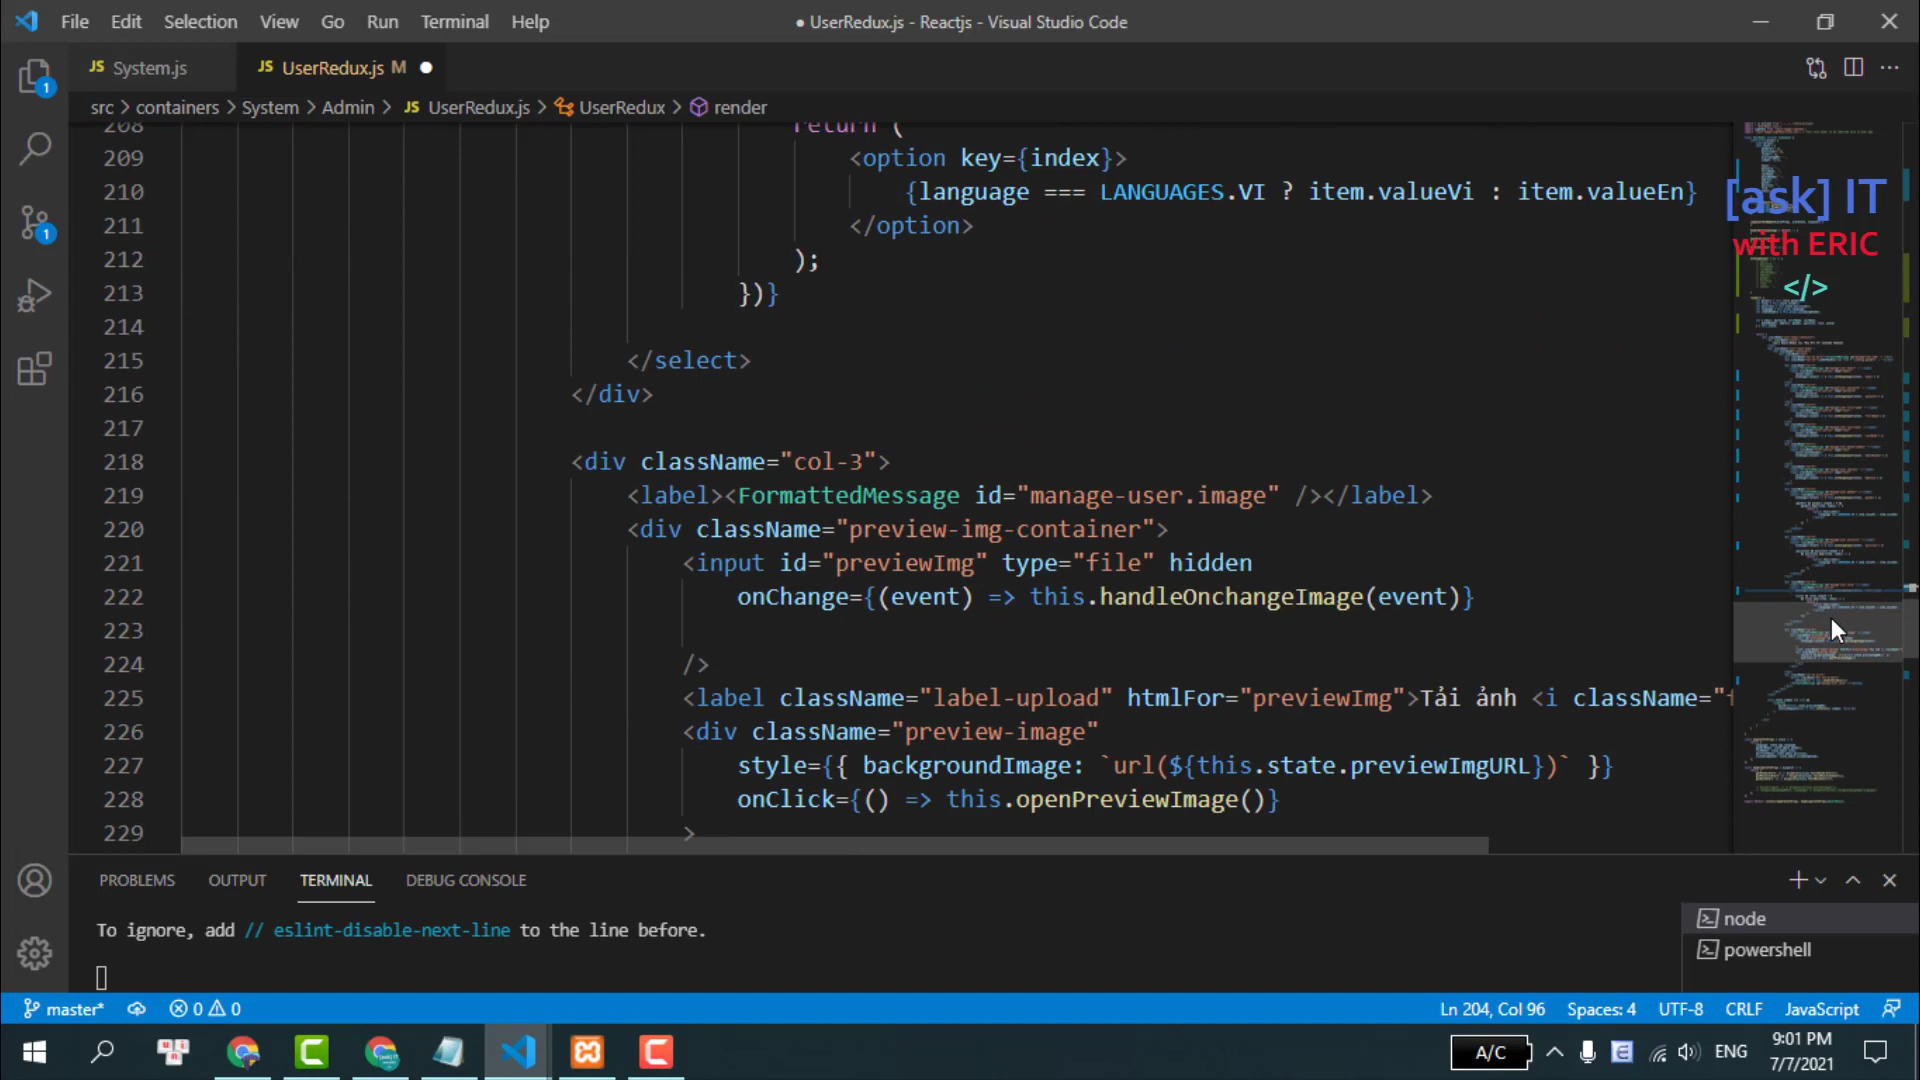 File Edit Selection View Go Run Terminal Help
● UserRedux.js - Reactjs - Visual Studio Code
JS System.js
JS UserRedux.js M
src > containers > System > Admin > JS UserRedux.js > UserRedux > render
208 return (
209 <option key={index}>
210 {language === LANGUAGES.VI ? item.valueVi : item.valueEn}
211 </option>
212 );
213 })}
214
215 </select>
216 </div>
217
218 <div className="col-3">
219 <label><FormattedMessage id="manage-user.image" /></label>
220 <div className="preview-img-container">
221 <input id="previewImg" type="file" hidden
222 onChange={(event) => this.handleOnchangeImage(event)}
223
224 />
225 <label className="label-upload" htmlFor="previewImg">Tải ảnh <i className="
226 <div className="preview-image"
227 style={{ backgroundImage: `url(${this.state.previewImgURL})` }}
228 onClick={() => this.openPreviewImage()}
229 >
[ask] IT
with ERIC
</>
1
1
PROBLEMS OUTPUT TERMINAL DEBUG CONSOLE
To ignore, add // eslint-disable-next-line to the line before.
node
powershell
master* 0 0
Ln 204, Col 96 Spaces: 4 UTF-8 CRLF JavaScript
A/C
ENG
9:01 PM
7/7/2021